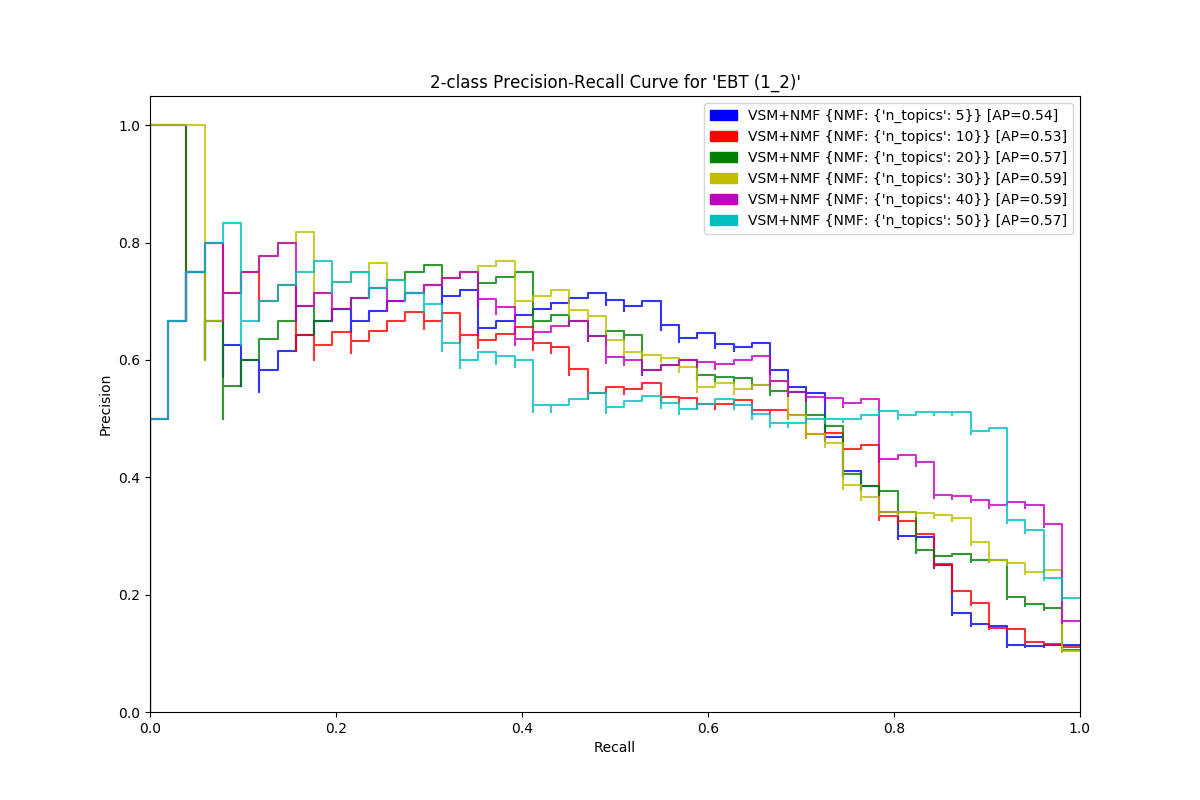 2-class Precision-Recall Curve for 'EBT (1_2)'
VSM+NMF {NMF: {'n_topics': 5}} [AP=0.54]
VSM+NMF {NMF: {'n_topics': 10}} [AP=0.53]
VSM+NMF {NMF: {'n_topics': 20}} [AP=0.57]
VSM+NMF {NMF: {'n_topics': 30}} [AP=0.59]
VSM+NMF {NMF: {'n_topics': 40}} [AP=0.59]
VSM+NMF {NMF: {'n_topics': 50}} [AP=0.57]
1.0
0.8
0.6
0.4
0.2
0.0
Precision
0.0 0.2 0.4 0.6 0.8 1.0
Recall